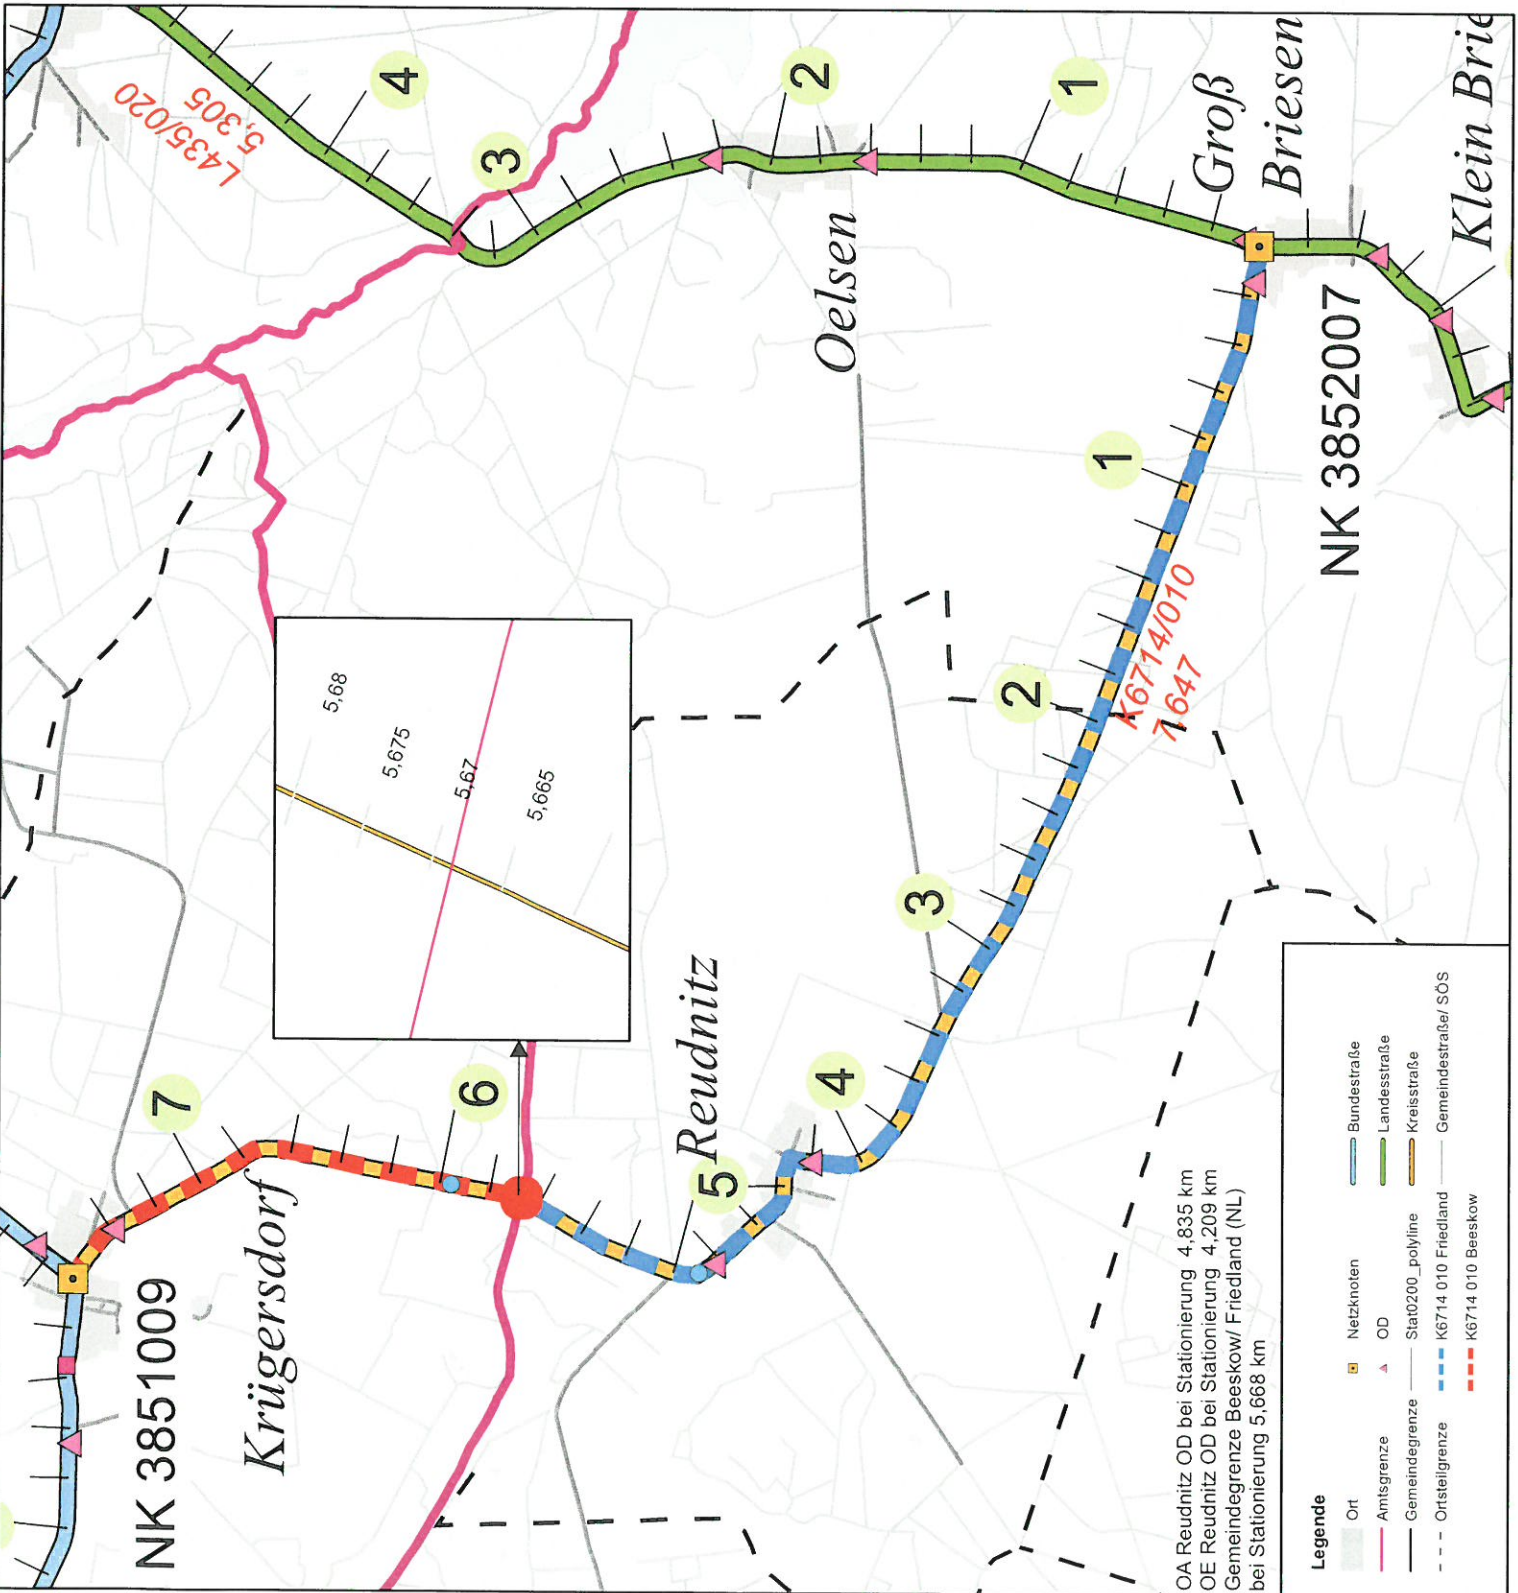 L435/020
5,305
4
3
2
1
Groß
Briesen
Klein Brie
Oelsen
NK 3852007
1
K6714/010
7,647
2
3
4
5
Reudnitz
6
7
5,68
5,675
5,67
5,665
Krügersdorf
NK 3851009
OA Reudnitz OD bei Stationierung 4,835 km
OE Reudnitz OD bei Stationierung 4,209 km
Gemeindegrenze Beeskow/ Friedland (NL)
bei Stationierung 5,668 km
Legende
Ort
Amtsgrenze
Gemeindegrenze
Ortsteilgrenze
Netzknoten
OD
Stat0200_polyline
K6714 010 Friedland
K6714 010 Beeskow
Bundestraße
Landesstraße
Kreisstraße
Gemeindestraße/ SÖS